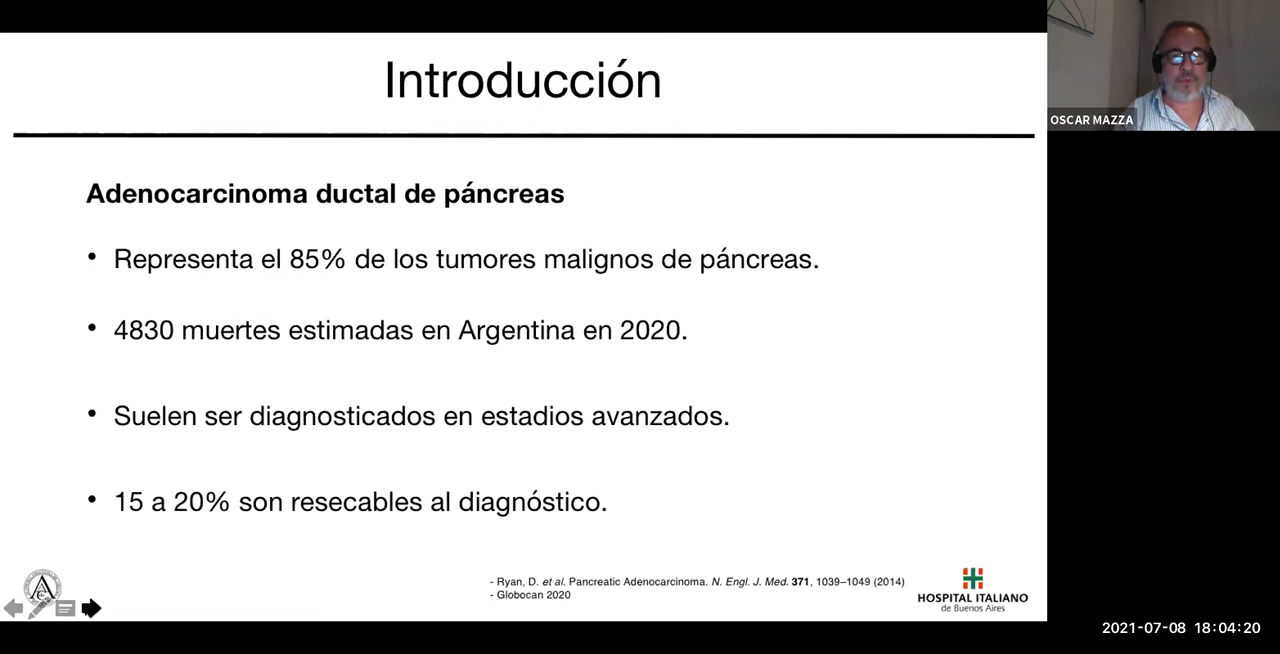 Introducción
OSCAR MAZZA
Adenocarcinoma ductal de páncreas
• Representa el 85% de los tumores malignos de páncreas.
• 4830 muertes estimadas en Argentina en 2020.
• Suelen ser diagnosticados en estadios avanzados.
• 15 a 20% son resecables al diagnóstico.
- Ryan, D. et al. Pancreatic Adenocarcinoma. N. Engl. J. Med. 371, 1039–1049 (2014)
- Globocan 2020
HOSPITAL ITALIANO
de Buenos Aires
2021-07-08 18:04:20